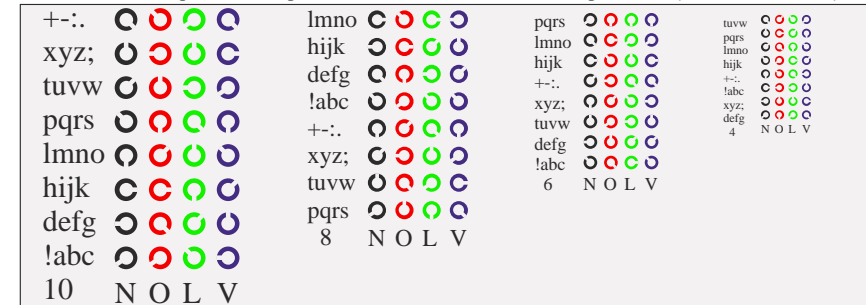 +-:.
xyz;
tuvw
pqrs
lmno
hijk
defg
!abc
10 N O L V
lmno
hijk
defg
!abc
+-:.
xyz;
tuvw
pqrs
8 N O L V
pqrs
lmno
hijk
+-:.
xyz;
tuvw
defg
!abc
6 N O L V
tuvw
pqrs
lmno
hijk
+-:.
!abc
xyz;
defg
4 N O L V